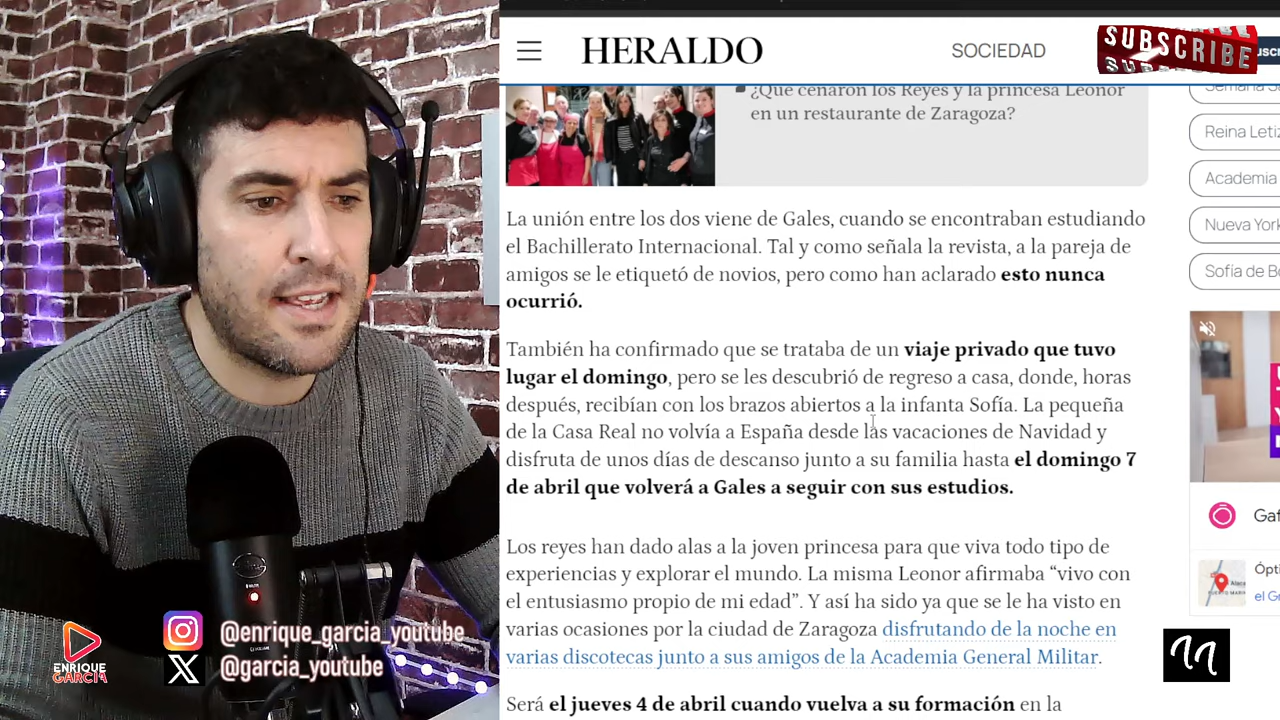 HERALDO
SOCIEDAD
SUBSCRIBE
¿Qué cenaron los Reyes y la princesa Leonor
en un restaurante de Zaragoza?
Reina Letiz
Academia
Nueva York
Sofía de Bo
La unión entre los dos viene de Gales, cuando se encontraban estudiando
el Bachillerato Internacional. Tal y como señala la revista, a la pareja de
amigos se le etiquetó de novios, pero como han aclarado esto nunca
ocurrió.
También ha confirmado que se trataba de un viaje privado que tuvo
lugar el domingo, pero se les descubrió de regreso a casa, donde, horas
después, recibían con los brazos abiertos a la infanta Sofía. La pequeña
de la Casa Real no volvía a España desde las vacaciones de Navidad y
disfruta de unos días de descanso junto a su familia hasta el domingo 7
de abril que volverá a Gales a seguir con sus estudios.
Los reyes han dado alas a la joven princesa para que viva todo tipo de
experiencias y explorar el mundo. La misma Leonor afirmaba “vivo con
el entusiasmo propio de mi edad”. Y así ha sido ya que se le ha visto en
varias ocasiones por la ciudad de Zaragoza disfrutando de la noche en
varias discotecas junto a sus amigos de la Academia General Militar.
Será el jueves 4 de abril cuando vuelva a su formación en la
Gaf
Ópti
el Gr
ENRIQUE
GARCIA
@enrique_garcia_youtube
@garcia_youtube